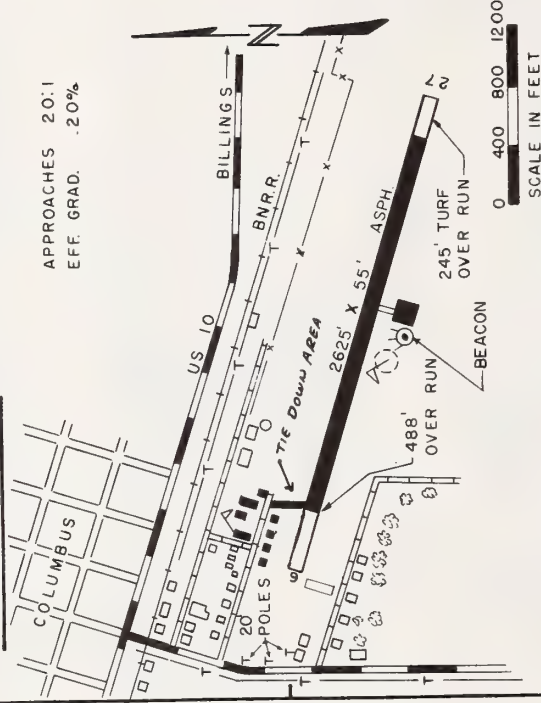 APPROACHES 20:1
EFF. GRAD. .20%
N
BILLINGS
US 10
COLUMBUS
BN.R.R.
TIE DOWN AREA
2625' X 55' ASPH.
27
245' TURF
OVER RUN
488'
OVER RUN
BEACON
9
20'
POLES
0 400 800 1200
SCALE IN FEET